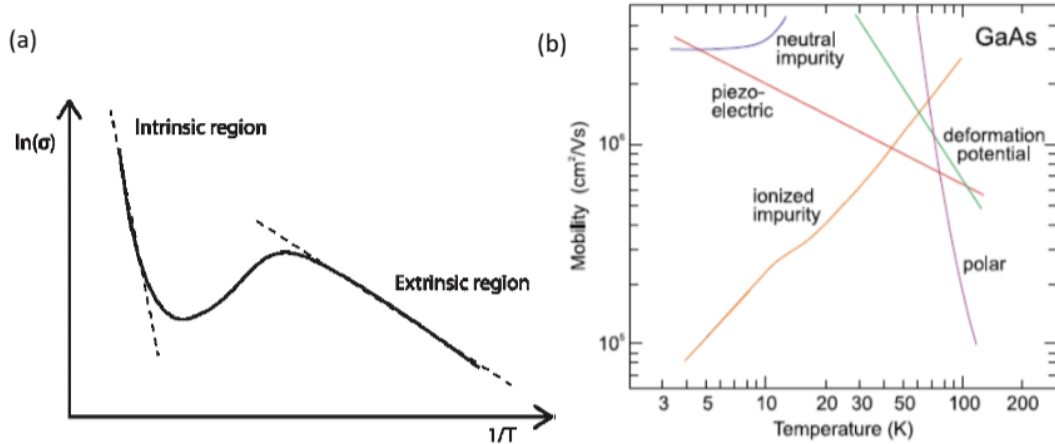 (a)
ln(σ)
Intrinsic region
Extrinsic region
1/T
(b)
GaAs
neutral
impurity
piezo-
electric
deformation
potential
ionized
impurity
polar
Mobility (cm²/Vs)
10⁶
10⁵
3 5 10 20 30 50 100 200
Temperature (K)